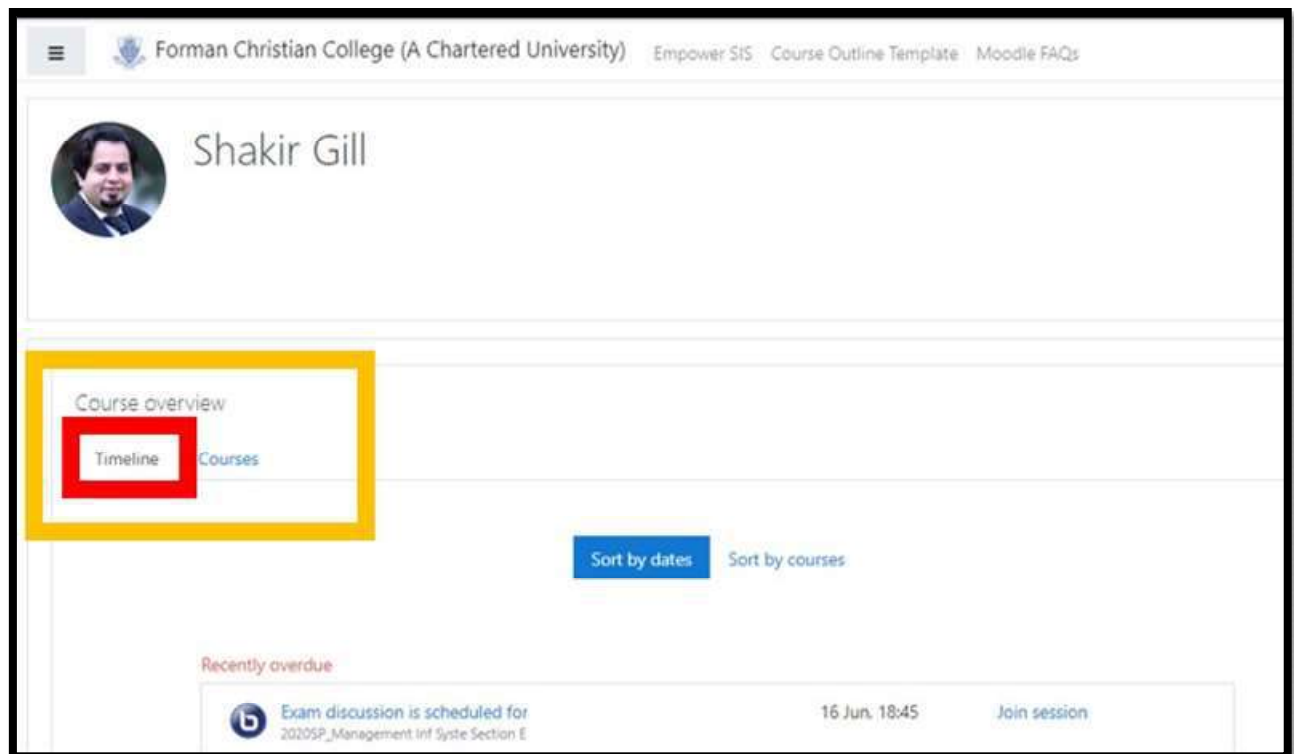 Forman Christian College (A Chartered University) Empower SIS Course Outline Template Moodle FAQs
Shakir Gill
Course overview
Timeline Courses
Sort by dates Sort by courses
Recently overdue
Exam discussion is scheduled for 16 Jun, 18:45 Join session
2020SP_Management Inf Syste Section E